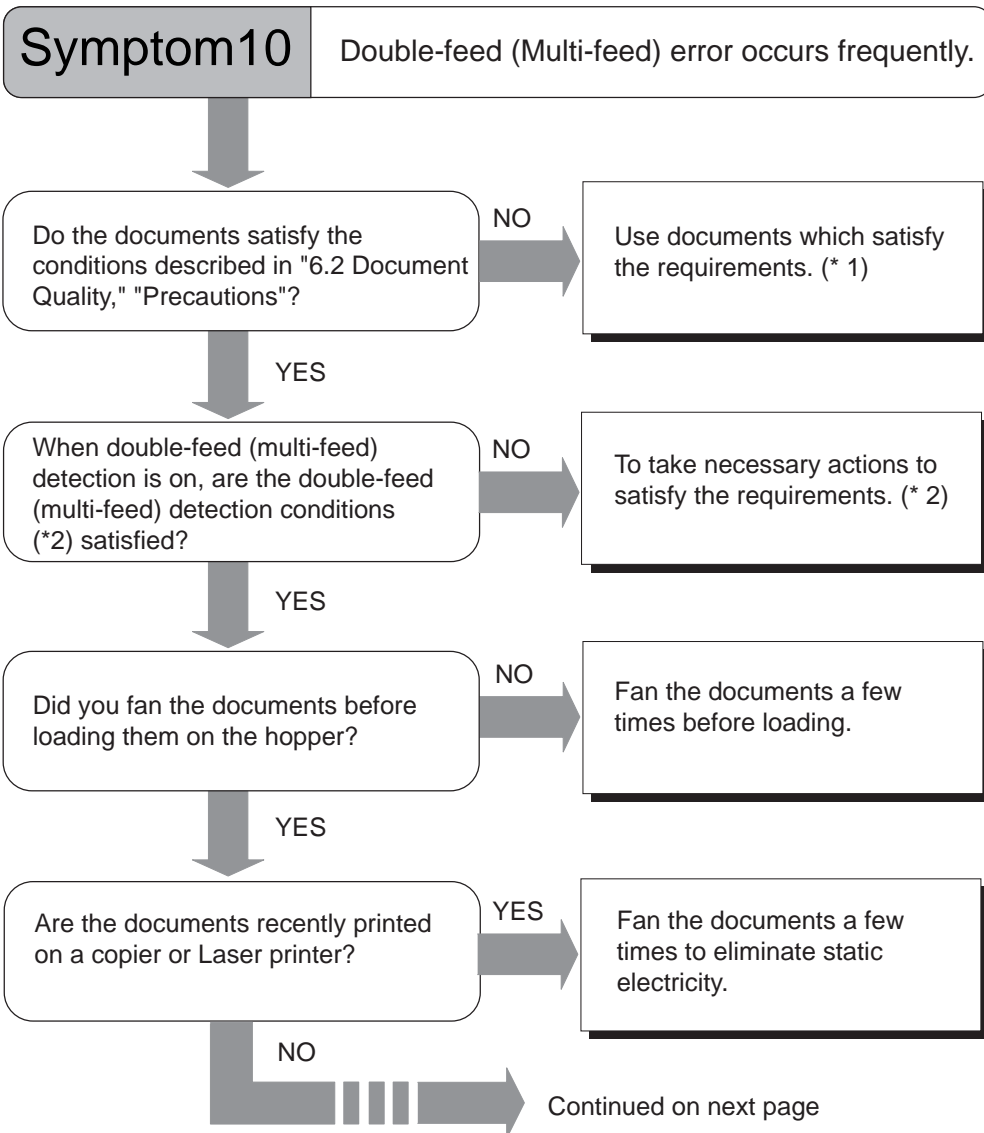 Symptom10
Double-feed (Multi-feed) error occurs frequently.
Do the documents satisfy the
conditions described in "6.2 Document
Quality," "Precautions"?
NO
Use documents which satisfy
the requirements. (* 1)
YES
When double-feed (multi-feed)
detection is on, are the double-feed
(multi-feed) detection conditions
(*2) satisfied?
NO
To take necessary actions to
satisfy the requirements. (* 2)
YES
Did you fan the documents before
loading them on the hopper?
NO
Fan the documents a few
times before loading.
YES
Are the documents recently printed
on a copier or Laser printer?
YES
Fan the documents a few
times to eliminate static
electricity.
NO
Continued on next page